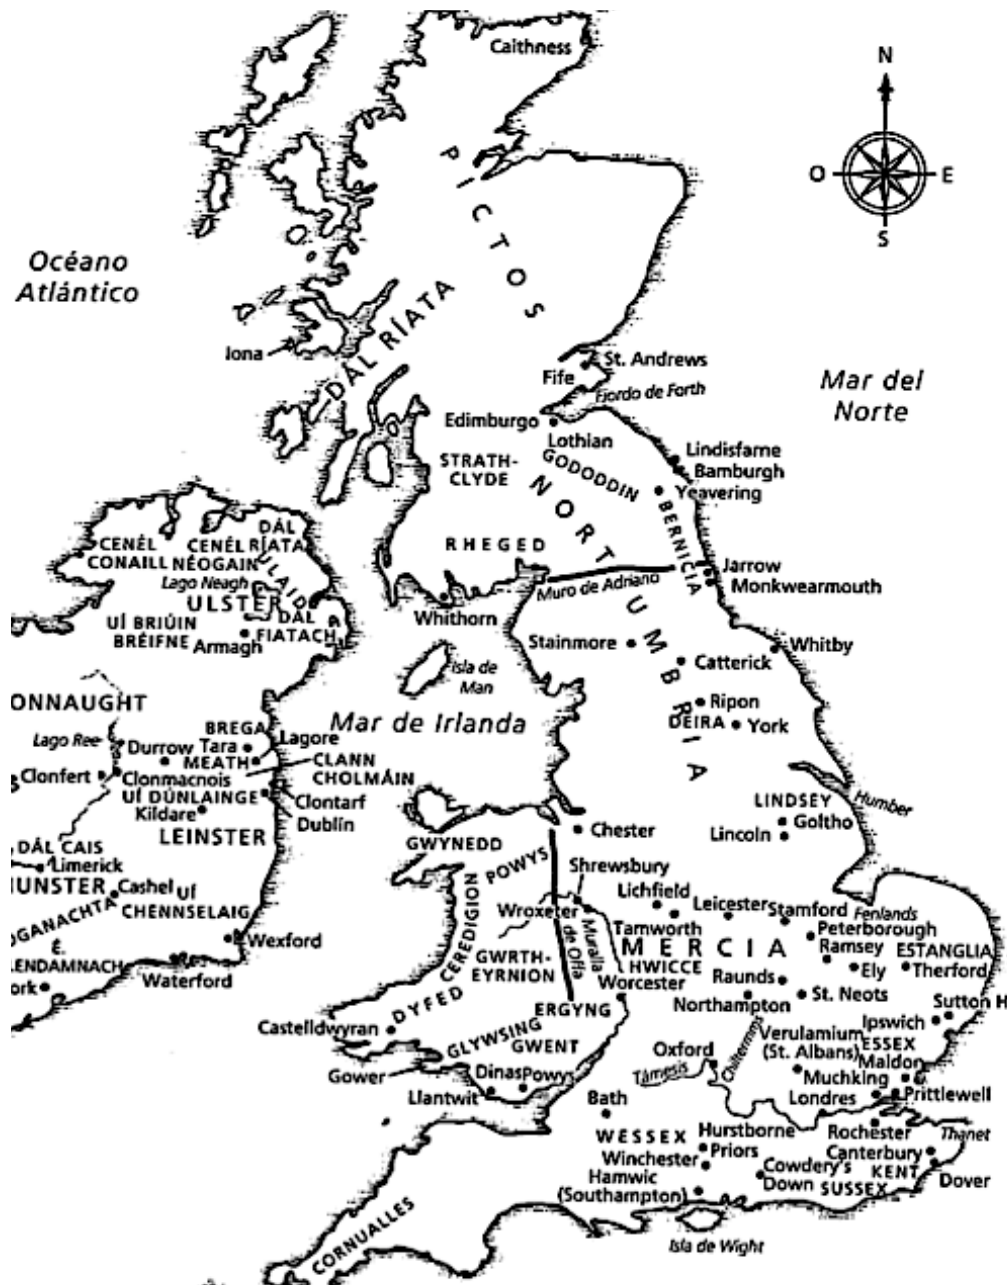 Caithness
N
O
E
S
PICTOS
Océano
Atlántico
DÁL RÍATA
Iona
St. Andrews
Fife
Fiordo de Forth
Mar del
Norte
Edimburgo
Lothian
STRATH-
CLYDE
GODODDIN
Lindisfarne
Bamburgh
Yeavering
NORTUMBRIA
BERNICIA
RHEGED
Jarrow
Monkwearmouth
Muro de Adriano
DÁL
RÍATA
CENÉL
CONAILL
CENÉL
NÉOGAIN
Lago Neagh
ULAID
ULSTER
UÍ BRIÚIN
BRÉIFNE
DÁL
FIATACH
Armagh
Whithorn
Stainmore
Whitby
Catterick
Isla de
Man
Ripon
DEIRA
York
ONNAUGHT
Mar de Irlanda
BREGA
Lagore
Lago Ree
Durrow
Tara
MEATH
CLANN
CHOLMÁIN
Clonfert
Clonmacnois
UÍ DÚNLAINGE
Clontarf
Kildare
Dublín
LEINSTER
LINDSEY
Humber
Goltho
Lincoln
Chester
GWYNEDD
DÁL CAIS
Limerick
POWYS
Shrewsbury
Lichfield
Leicester
Stamford
Fenlands
MUNSTER
Cashel
UÍ
CHENNSELAIG
OGANACHTA
CEREDIGION
Wroxeter
Tamworth
Peterborough
Muralla
de Offa
MERCIA
Ramsey
ESTANGLIA
Wexford
É.
LENDAMNACH
GWRTH-
EYRNION
HWICCE
Raunds
Ely
Therford
Waterford
ork
DYFED
Worcester
Northampton
St. Neots
Sutton H
ERGYNG
Ipswich
Castelldwyran
GLYWSING
GWENT
Verulamium
(St. Albans)
ESSEX
Maldon
Oxford
Chilterns
Támesis
Gower
Dinas Powys
Muchking
Llantwit
Bath
Londres
Prittlewell
WESSEX
Hurstborne
Priors
Rochester
Thanet
Winchester
Canterbury
Cowdery's
Down
KENT
Dover
Hamwic
(Southampton)
SUSSEX
CORNUALLES
Isla de Wight